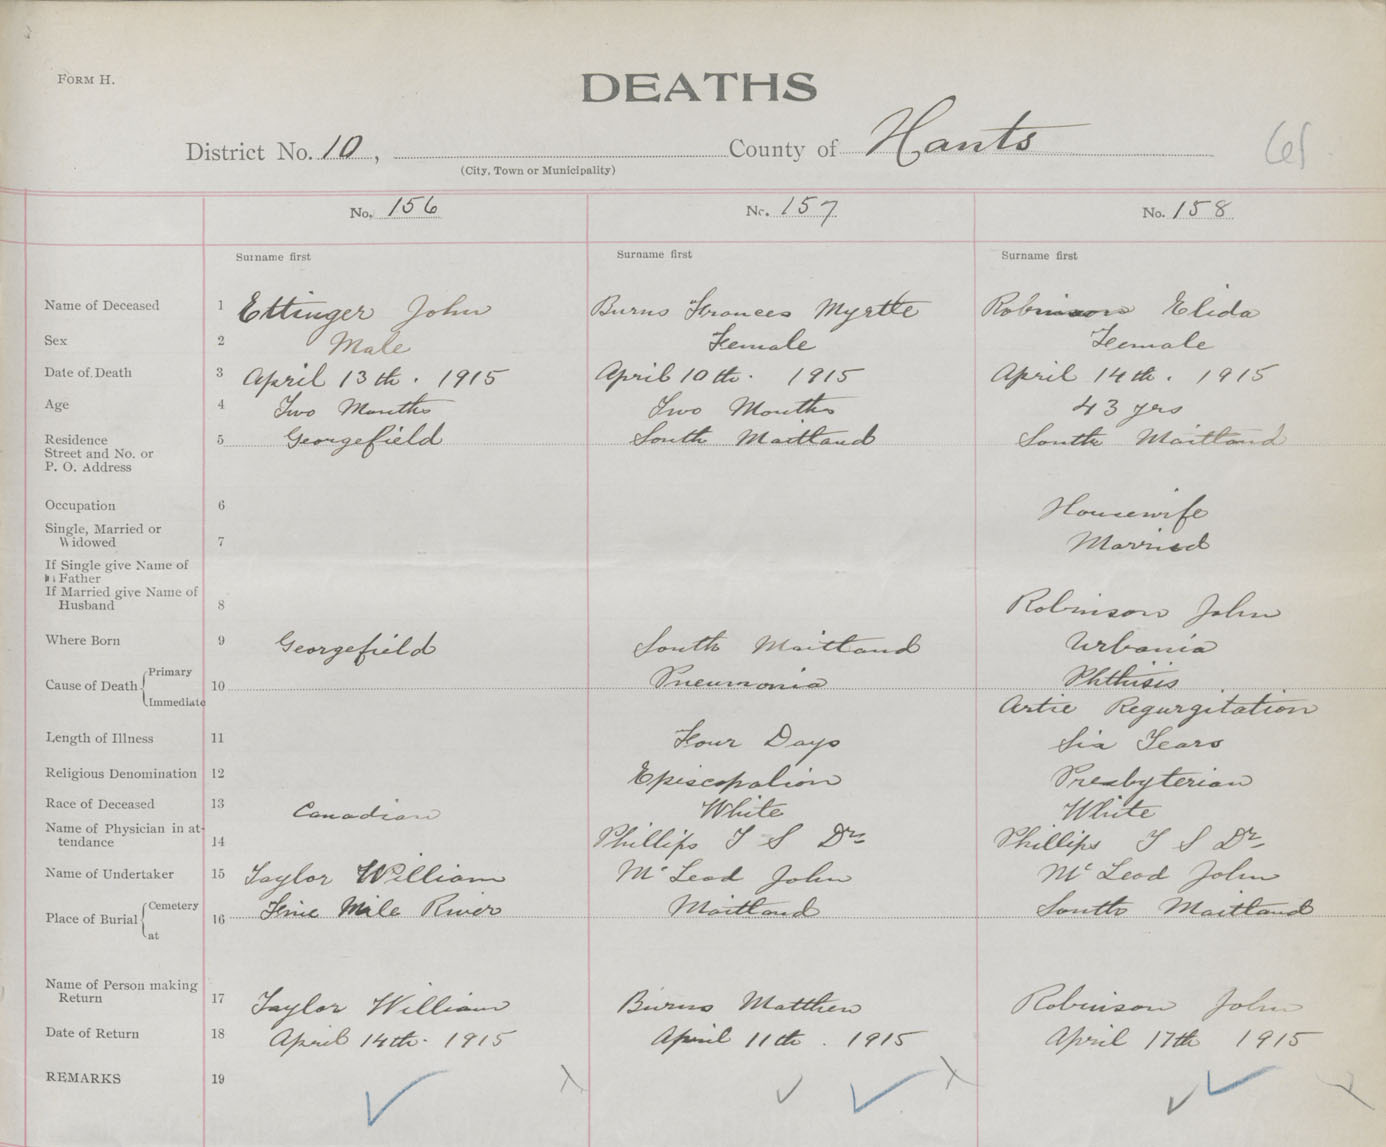 FORM H.
DEATHS
District No. 10, County of Hants
(City, Town or Municipality)
No. 156 No. 157 No. 158
Surname first Surname first Surname first
Name of Deceased 1 Ettinger John Burns Frances Myrtle Robinson Elida
Sex 2 Male Female Female
Date of Death 3 April 13th. 1915 April 10th. 1915 April 14th. 1915
Age 4 Two Months Two Months 43 yrs
Residence 5 Georgefield South Maitland South Maitland
Street and No. or
P. O. Address
Occupation 6 Housewife
Single, Married or
Widowed 7 Married
If Single give Name of
Father
If Married give Name of
Husband 8 Robinson John
Where Born 9 Georgefield South Maitland Urbania
Primary
Cause of Death 10 Pneumonia Phthisis
Immediate Artie Regurgitation
Length of Illness 11 Four Days Six Years
Religious Denomination 12 Episcopalion Presbyterian
Race of Deceased 13 Canadian White White
Name of Physician in at-
tendance 14 Phillips T S Dr. Phillips T S Dr.
Name of Undertaker 15 Taylor William McLead John McLeod John
Cemetery
Place of Burial 16 Five Mile River Maitland South Maitland
at
Name of Person making
Return 17 Taylor William Burns Matthew Robinson John
Date of Return 18 April 14th. 1915 April 11th. 1915 April 17th 1915
REMARKS 19